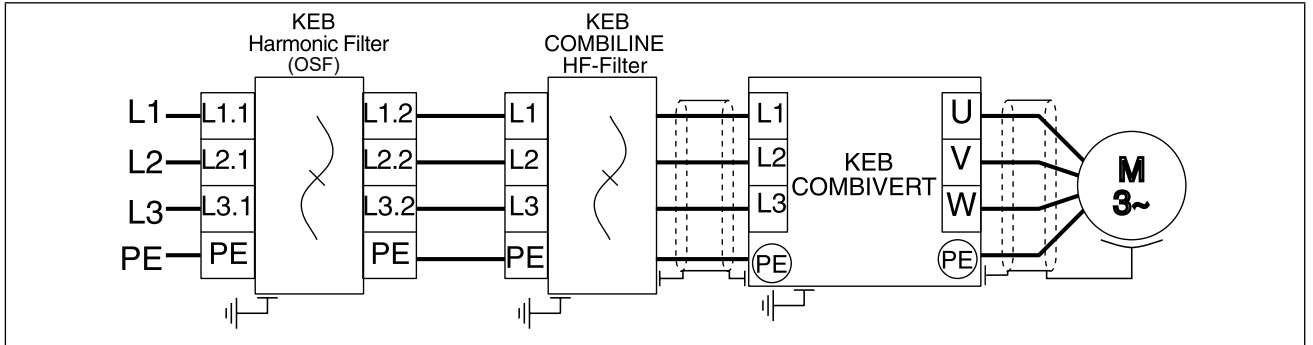 KEB
Harmonic Filter
(OSF)
KEB
COMBILINE
HF-Filter
L1 L1.1 L1.2 L1 L1 U
L2 L2.1 L2.2 L2 L2 V
L3 L3.1 L3.2 L3 L3 W
PE PE PE PE PE PE
KEB
COMBIVERT
M
3~